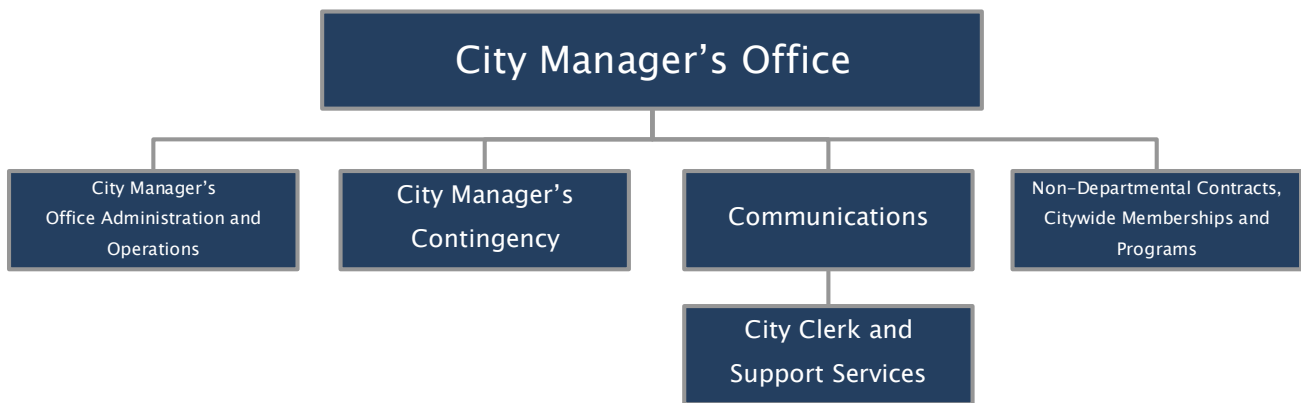 City Manager’s Office
City Manager’s
Office Administration and
Operations
City Manager’s
Contingency
Communications
Non-Departmental Contracts,
Citywide Memberships and
Programs
City Clerk and
Support Services